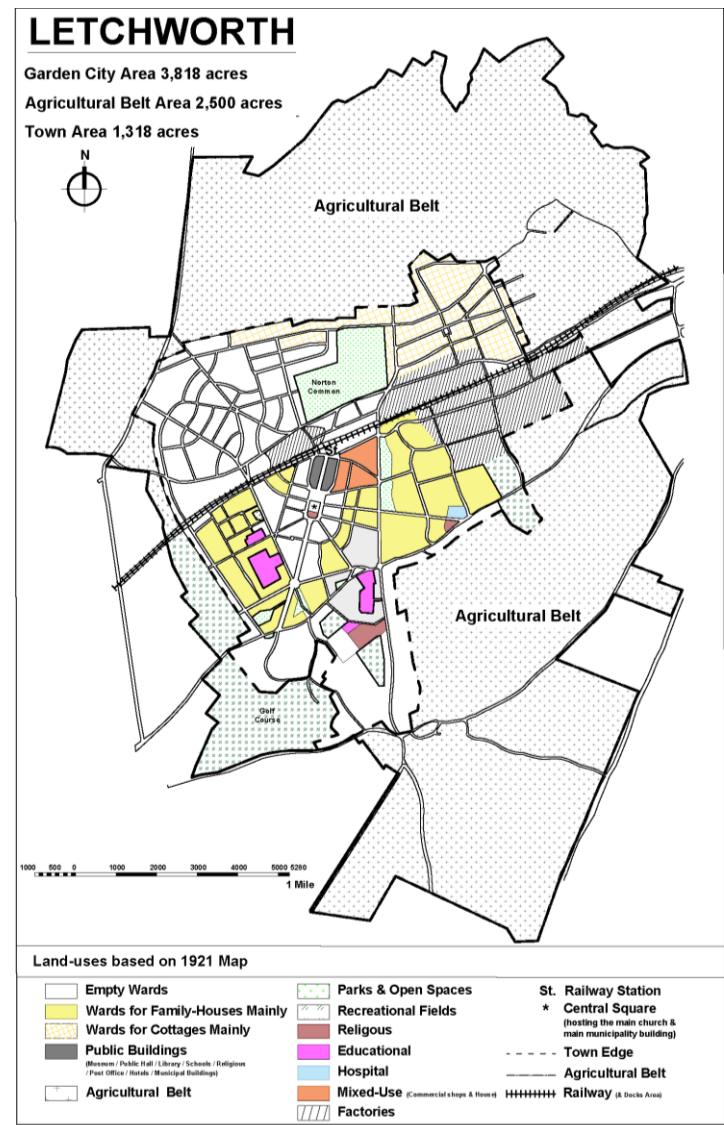 LETCHWORTH
Garden City Area 3,818 acres
Agricultural Belt Area 2,500 acres
Town Area 1,318 acres
N
Agricultural Belt
Norton
Common
St.
*
Agricultural Belt
Golf
Course
1000 500 0 1000 2000 3000 4000 5000 5280
1 Mile
Land-uses based on 1921 Map
Empty Wards
Wards for Family-Houses Mainly
Wards for Cottages Mainly
Public Buildings
(Museum / Public Hall / Library / Schools / Religious
/ Post Office / Hotels / Municipal Buildings)
Agricultural Belt
Parks & Open Spaces
Recreational Fields
Religous
Educational
Hospital
Mixed-Use (Commercial shops & House)
Factories
St. Railway Station
* Central Square
(hosting the main church &
main municipality building)
Town Edge
Agricultural Belt
Railway (& Docks Area)